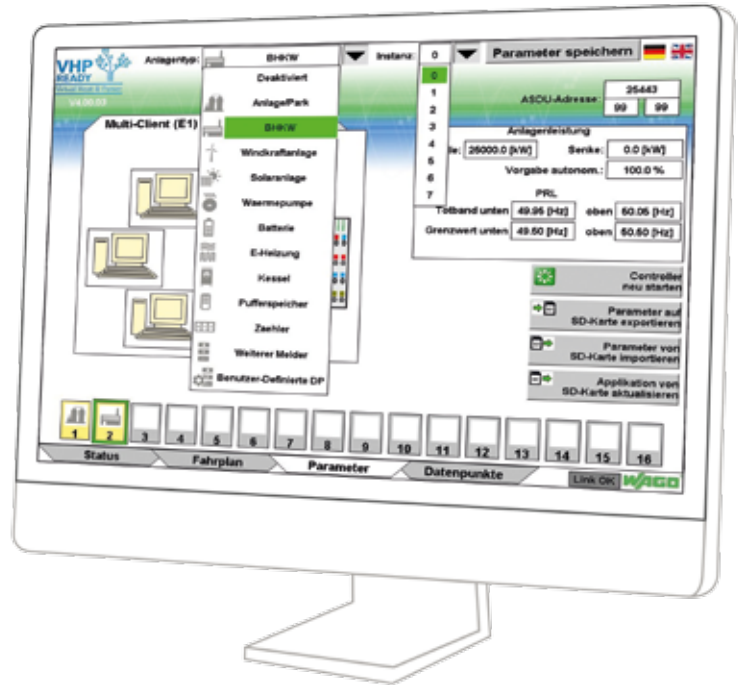 VHP
READY
Virtual Heat & Power
V4.00.03
Anlagentyp:
BHKW
Instanz:
0
Parameter speichern
Deaktiviert
Anlage/Park
BHKW
Windkraftanlage
Solaranlage
Waermepumpe
Batterie
E-Heizung
Kessel
Pufferspeicher
Zaehler
Weiterer Melder
Benutzer-Definierte DP
0
1
2
3
4
5
6
7
Multi-Client (E1)
ASDU-Adresse:
25443
99 99
Anlagenleistung
le: 25000.0 [kW] Senke: 0.0 [kW]
Vorgabe autonom.: 100.0 %
PRL
Totband unten 49.95 [Hz] oben 50.05 [Hz]
Grenzwert unten 49.50 [Hz] oben 50.50 [Hz]
Controller
neu starten
Parameter auf
SD-Karte exportieren
Parameter von
SD-Karte importieren
Applikation von
SD-Karte aktualisieren
1 2 3 4 5 6 7 8 9 10 11 12 13 14 15 16
Status Fahrplan Parameter Datenpunkte Link OK WAGO